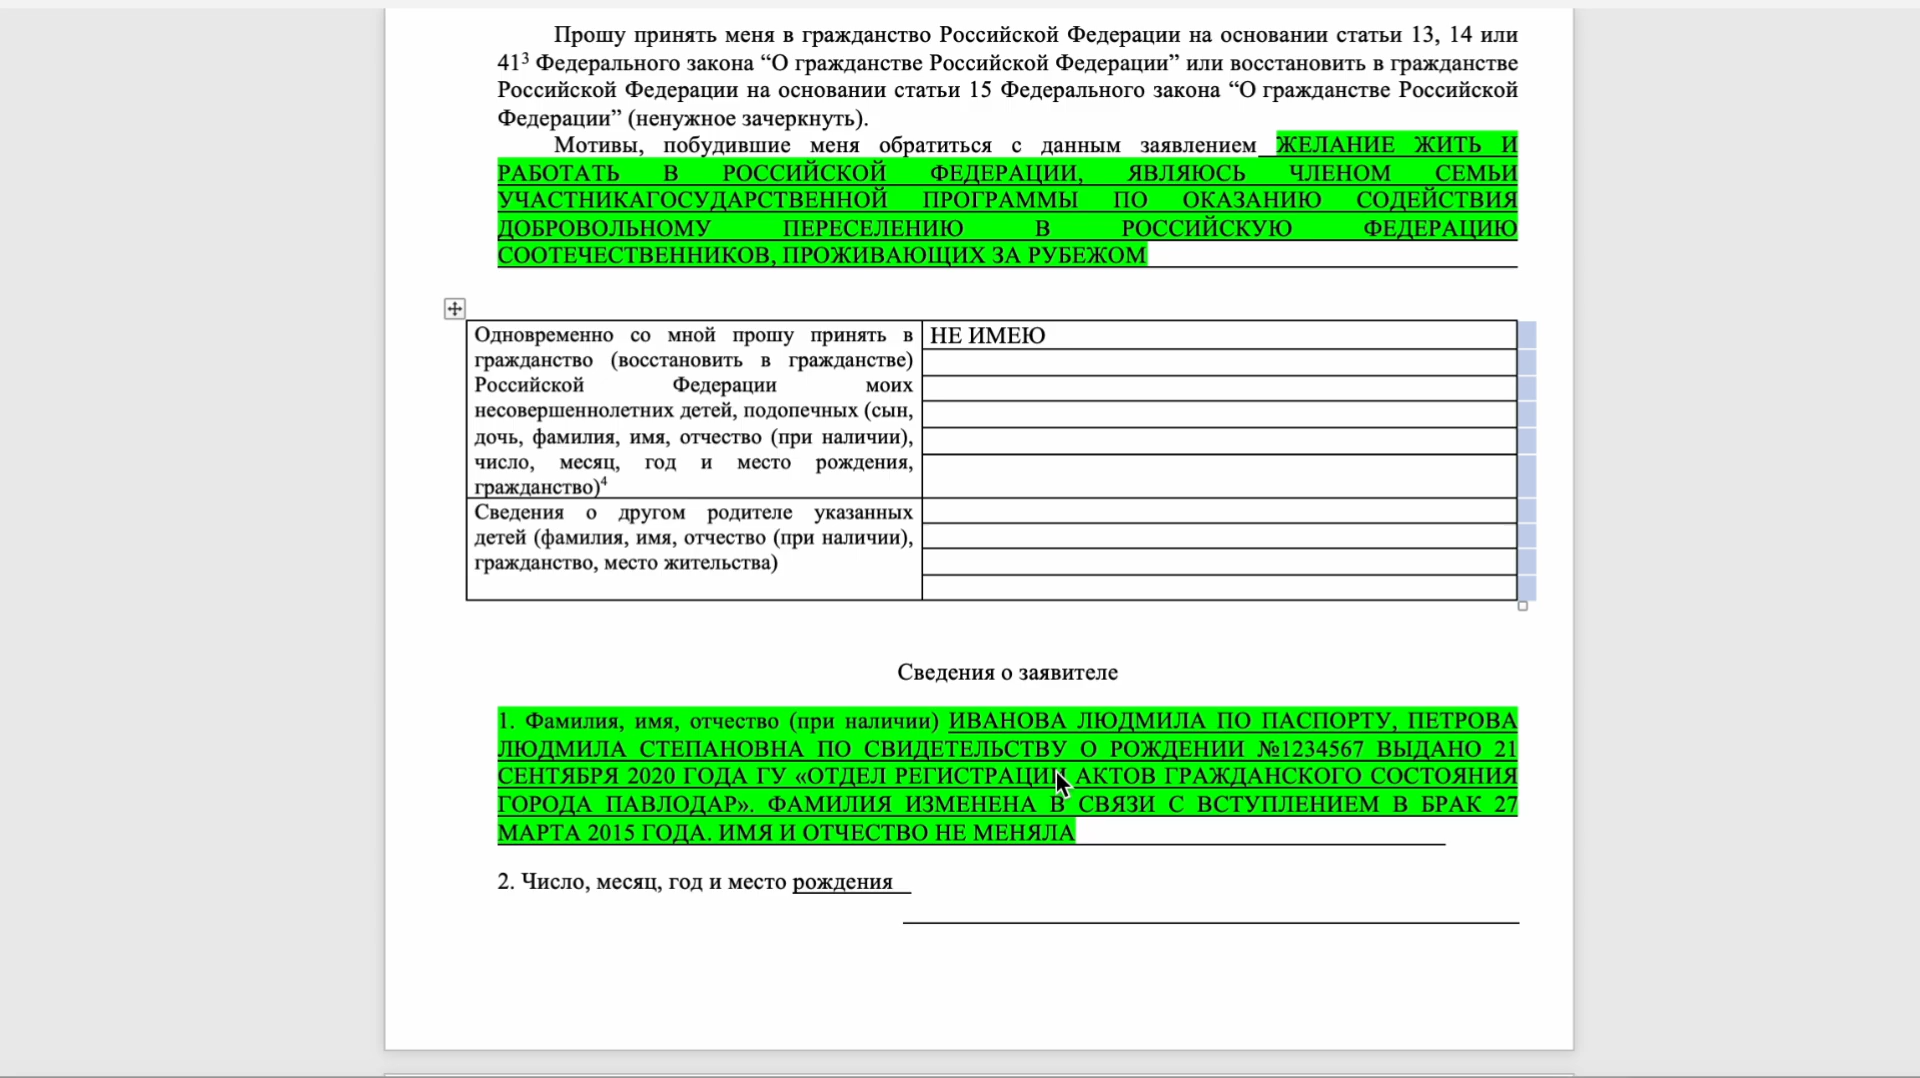 Прошу принять меня в гражданство Российской Федерации на основании статьи 13, 14 или
41³ Федерального закона “О гражданстве Российской Федерации” или восстановить в гражданстве
Российской Федерации на основании статьи 15 Федерального закона “О гражданстве Российской
Федерации” (ненужное зачеркнуть).
Мотивы, побудившие меня обратиться с данным заявлением ЖЕЛАНИЕ ЖИТЬ И
РАБОТАТЬ В РОССИЙСКОЙ ФЕДЕРАЦИИ, ЯВЛЯЮСЬ ЧЛЕНОМ СЕМЬИ
УЧАСТНИКАГОСУДАРСТВЕННОЙ ПРОГРАММЫ ПО ОКАЗАНИЮ СОДЕЙСТВИЯ
ДОБРОВОЛЬНОМУ ПЕРЕСЕЛЕНИЮ В РОССИЙСКУЮ ФЕДЕРАЦИЮ
СООТЕЧЕСТВЕННИКОВ, ПРОЖИВАЮЩИХ ЗА РУБЕЖОМ
Одновременно со мной прошу принять в
гражданство (восстановить в гражданстве)
Российской Федерации моих
несовершеннолетних детей, подопечных (сын,
дочь, фамилия, имя, отчество (при наличии),
число, месяц, год и место рождения,
гражданство)⁴
НЕ ИМЕЮ
Сведения о другом родителе указанных
детей (фамилия, имя, отчество (при наличии),
гражданство, место жительства)
Сведения о заявителе
1. Фамилия, имя, отчество (при наличии) ИВАНОВА ЛЮДМИЛА ПО ПАСПОРТУ, ПЕТРОВА
ЛЮДМИЛА СТЕПАНОВНА ПО СВИДЕТЕЛЬСТВУ О РОЖДЕНИИ №1234567 ВЫДАНО 21
СЕНТЯБРЯ 2020 ГОДА ГУ «ОТДЕЛ РЕГИСТРАЦИИ АКТОВ ГРАЖДАНСКОГО СОСТОЯНИЯ
ГОРОДА ПАВЛОДАР». ФАМИЛИЯ ИЗМЕНЕНА В СВЯЗИ С ВСТУПЛЕНИЕМ В БРАК 27
МАРТА 2015 ГОДА. ИМЯ И ОТЧЕСТВО НЕ МЕНЯЛА
2. Число, месяц, год и место рождения